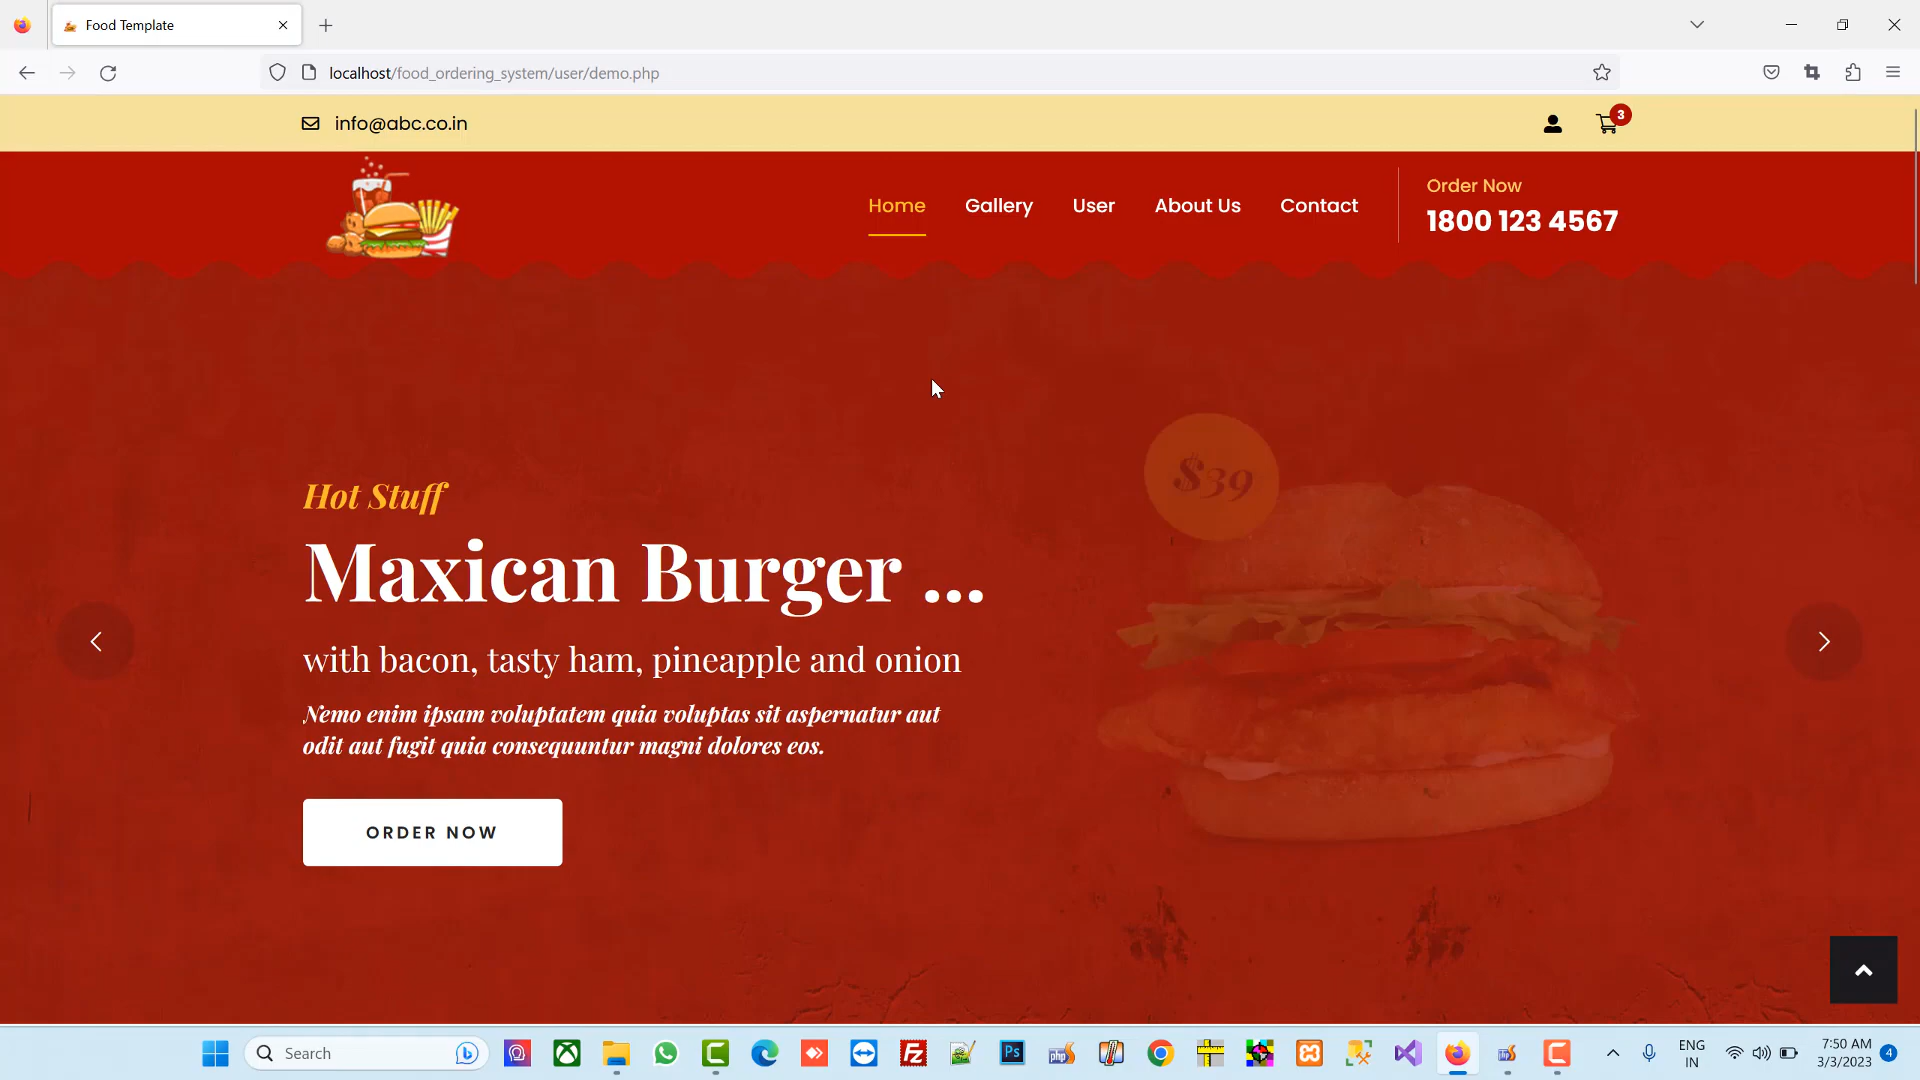 Food Template
localhost/food_ordering_system/user/demo.php
info@abc.co.in
3
Home
Gallery
User
About Us
Contact
Order Now
1800 123 4567
$39
Hot Stuff
Maxican Burger ...
with bacon, tasty ham, pineapple and onion
Nemo enim ipsam voluptatem quia voluptas sit aspernatur aut
odit aut fugit quia consequuntur magni dolores eos.
ORDER NOW
Search
Ps
php
FZ
ENG
IN
7:50 AM
3/3/2023
4